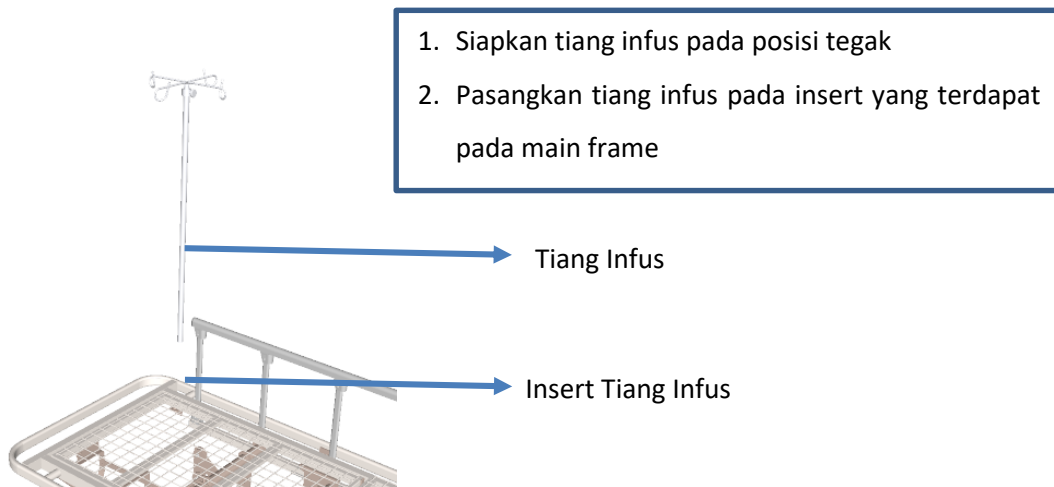 1. Siapkan tiang infus pada posisi tegak
2. Pasangkan tiang infus pada insert yang terdapat
pada main frame
Tiang Infus
Insert Tiang Infus